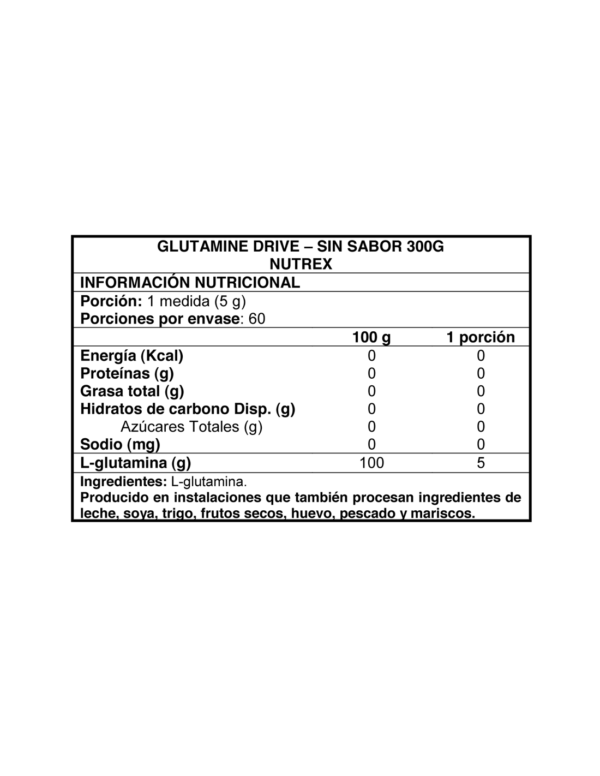 GLUTAMINE DRIVE – SIN SABOR 300G
NUTREX
INFORMACIÓN NUTRICIONAL
Porción: 1 medida (5 g)
Porciones por envase: 60
100 g 1 porción
Energía (Kcal) 0 0
Proteínas (g) 0 0
Grasa total (g) 0 0
Hidratos de carbono Disp. (g) 0 0
Azúcares Totales (g) 0 0
Sodio (mg) 0 0
L-glutamina (g) 100 5
Ingredientes: L-glutamina.
Producido en instalaciones que también procesan ingredientes de
leche, soya, trigo, frutos secos, huevo, pescado y mariscos.